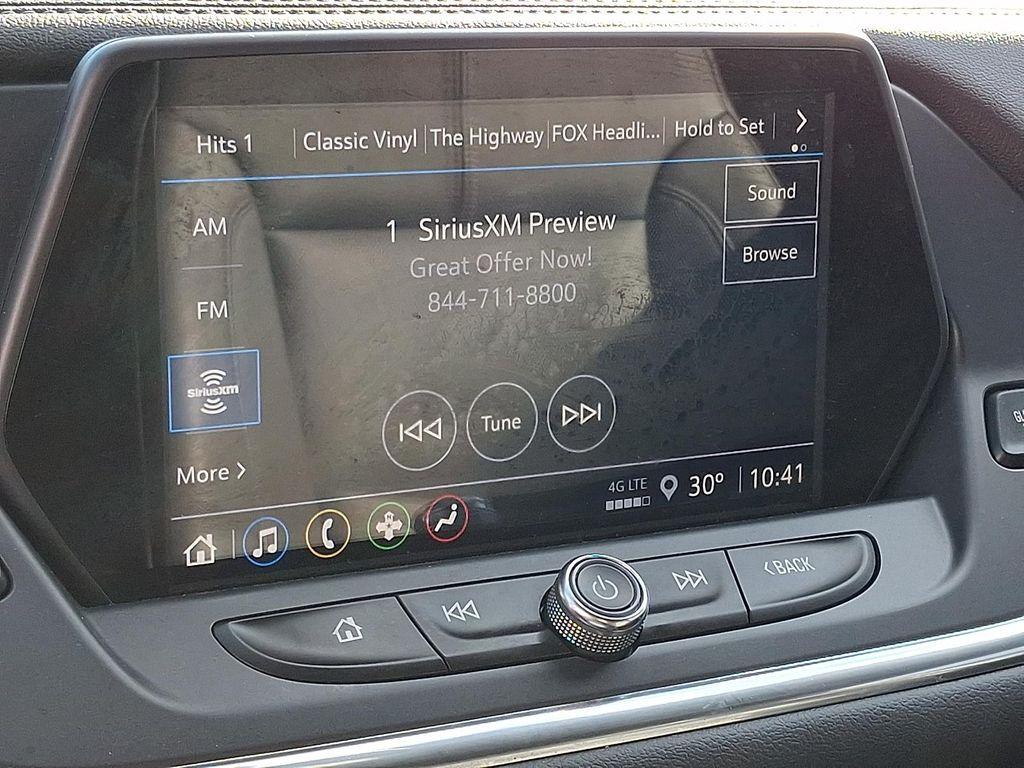 Hits 1
Classic Vinyl
The Highway
FOX Headli...
Hold to Set
Sound
Browse
AM
1 SiriusXM Preview
Great Offer Now!
844-711-8800
FM
SiriusXM
Tune
More
4G LTE
30°
10:41
BACK